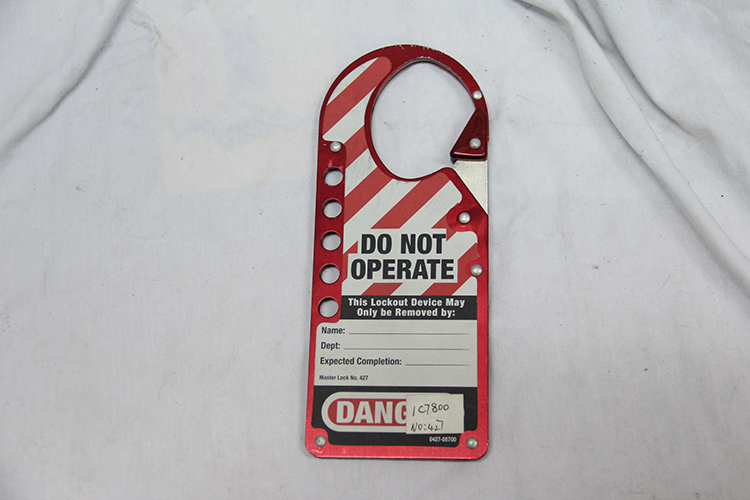 DO NOT
OPERATE
This Lockout Device May
Only be Removed by:
Name:
Dept:
Expected Completion:
Master Lock No. 427
DANG
1C7800
NO:427
0427-05700